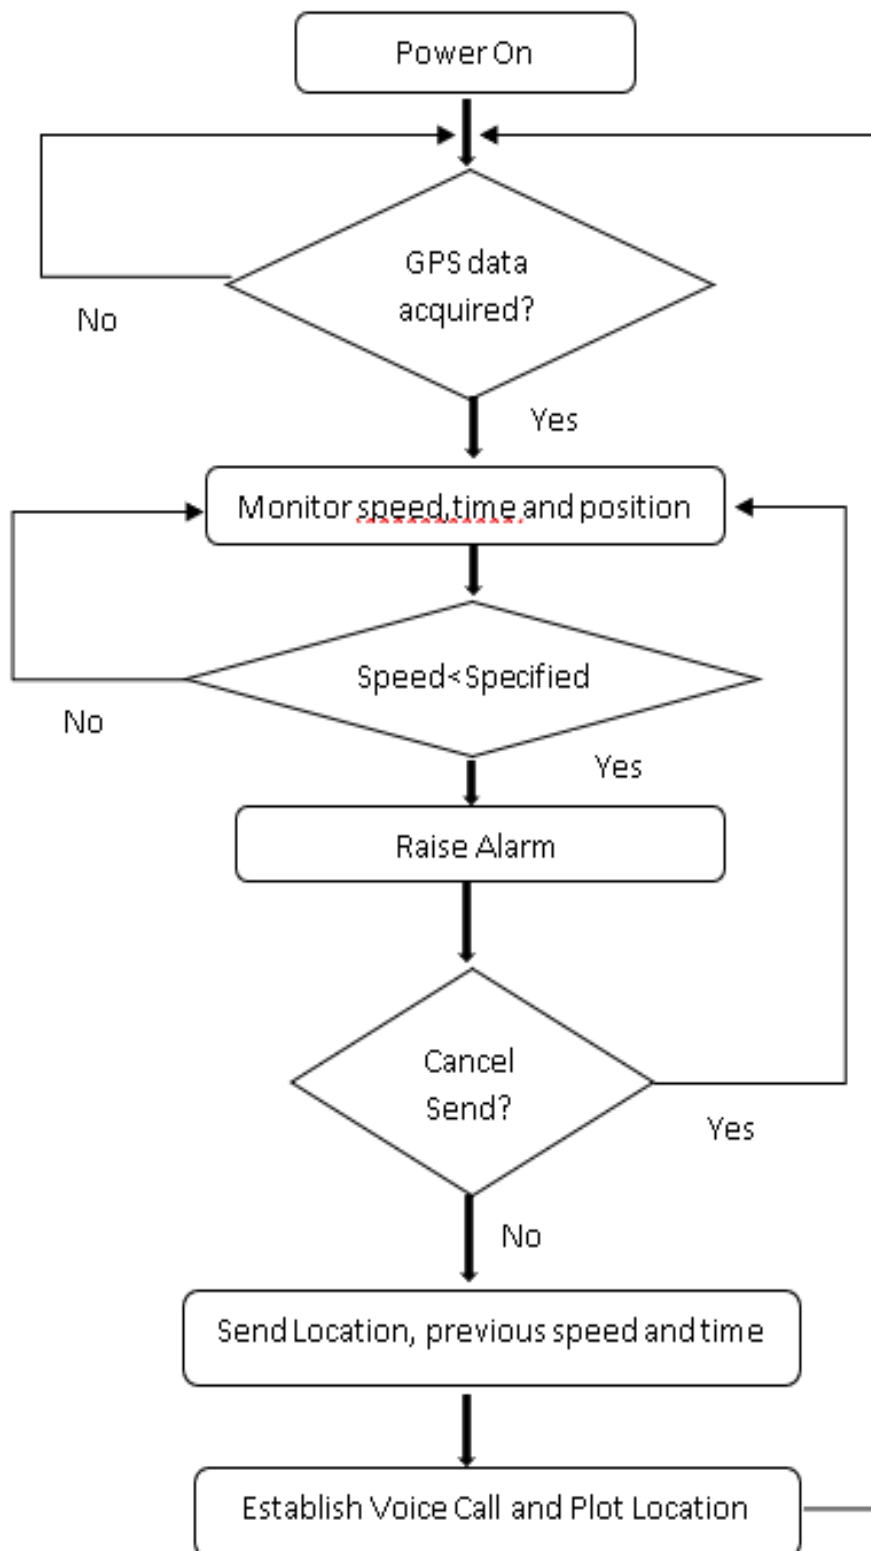 Power On
GPS data
acquired?
No
Yes
Monitor speed,time and position
Speed<Specified
No
Yes
Raise Alarm
Cancel
Send?
Yes
No
Send Location, previous speed and time
Establish Voice Call and Plot Location